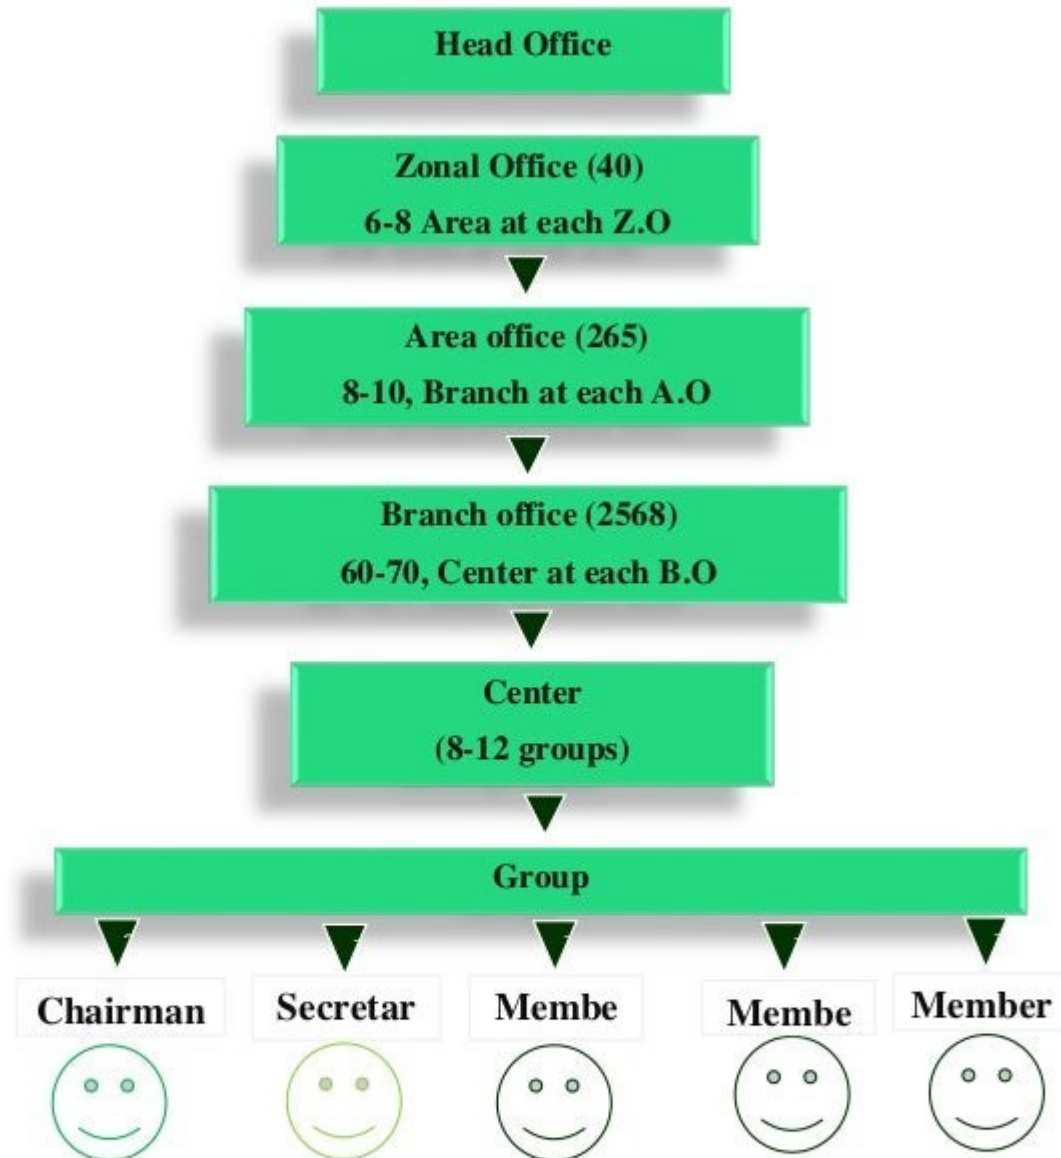 Head Office
Zonal Office (40)
6-8 Area at each Z.O
Area office (265)
8-10, Branch at each A.O
Branch office (2568)
60-70, Center at each B.O
Center
(8-12 groups)
Group
Chairman
Secretar
Membe
Membe
Member